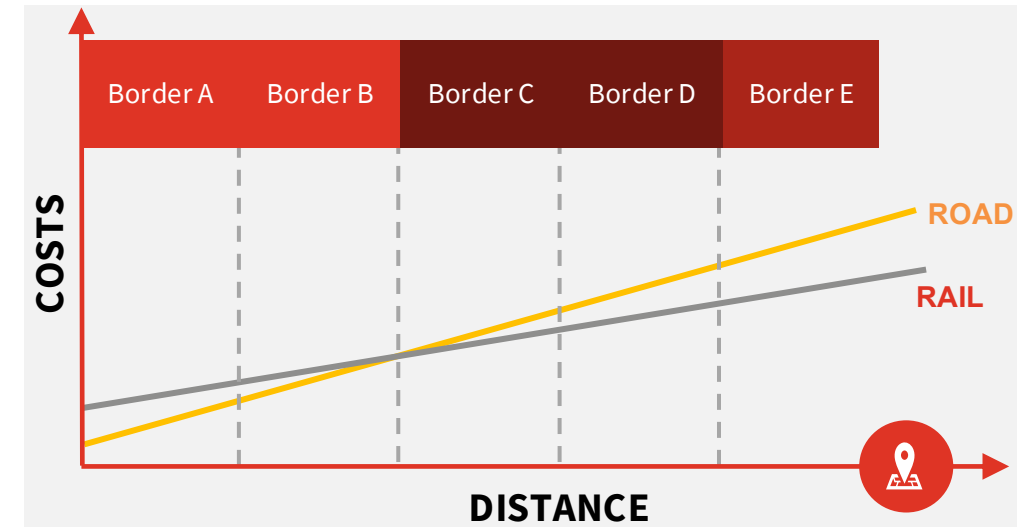 Border A
Border B
Border C
Border D
Border E
COSTS
ROAD
RAIL
DISTANCE